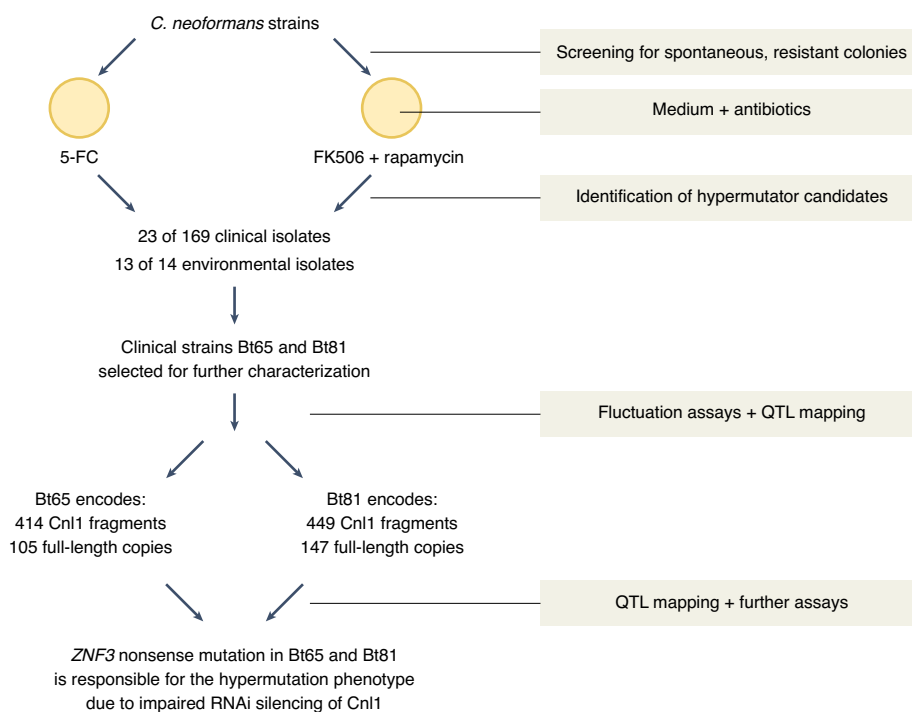 C. neoformans strains
Screening for spontaneous, resistant colonies
Medium + antibiotics
5-FC
FK506 + rapamycin
Identification of hypermutator candidates
23 of 169 clinical isolates
13 of 14 environmental isolates
Clinical strains Bt65 and Bt81
selected for further characterization
Fluctuation assays + QTL mapping
Bt65 encodes:
414 Cnl1 fragments
105 full-length copies
Bt81 encodes:
449 Cnl1 fragments
147 full-length copies
QTL mapping + further assays
ZNF3 nonsense mutation in Bt65 and Bt81
is responsible for the hypermutation phenotype
due to impaired RNAi silencing of Cnl1